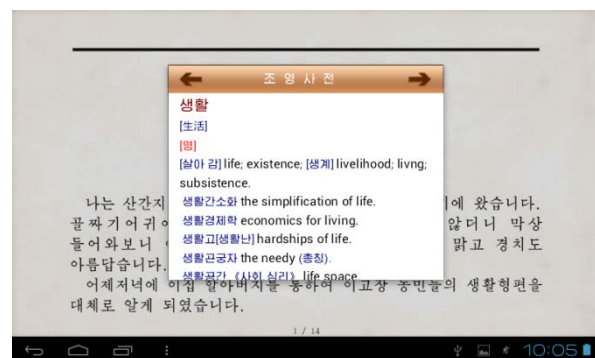 조 영 사 전
생활
[生活]
[명]
[살아 감] life; existence; [생계] livelihood; livng;
subsistence.
생활간소화 the simplification of life.
생활경제학 economics for living.
생활고[생활난] hardships of life.
생활곤궁자 the needy (총칭).
생활공간 《사회 심리》 life space
나는 산간지 에 왔습니다.
골짜기어귀 않더니 막상
들어와보니 맑고 경치도
아름답습니다.
어제저녁에 이집 할아버지를 통하여 이고장 농민들의 생활형편을
대체로 알게 되였습니다.
1 / 14
10:05